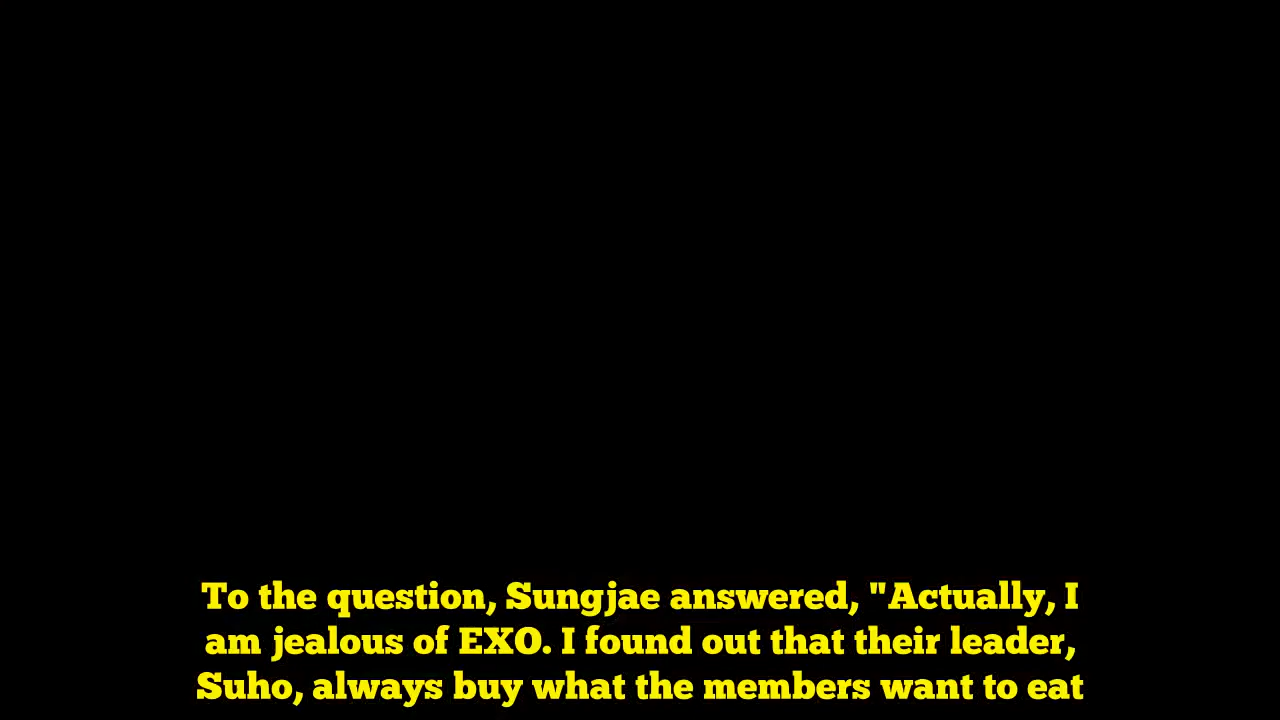 To the question, Sungjae answered, "Actually, I
am jealous of EXO. I found out that their leader,
Suho, always buy what the members want to eat